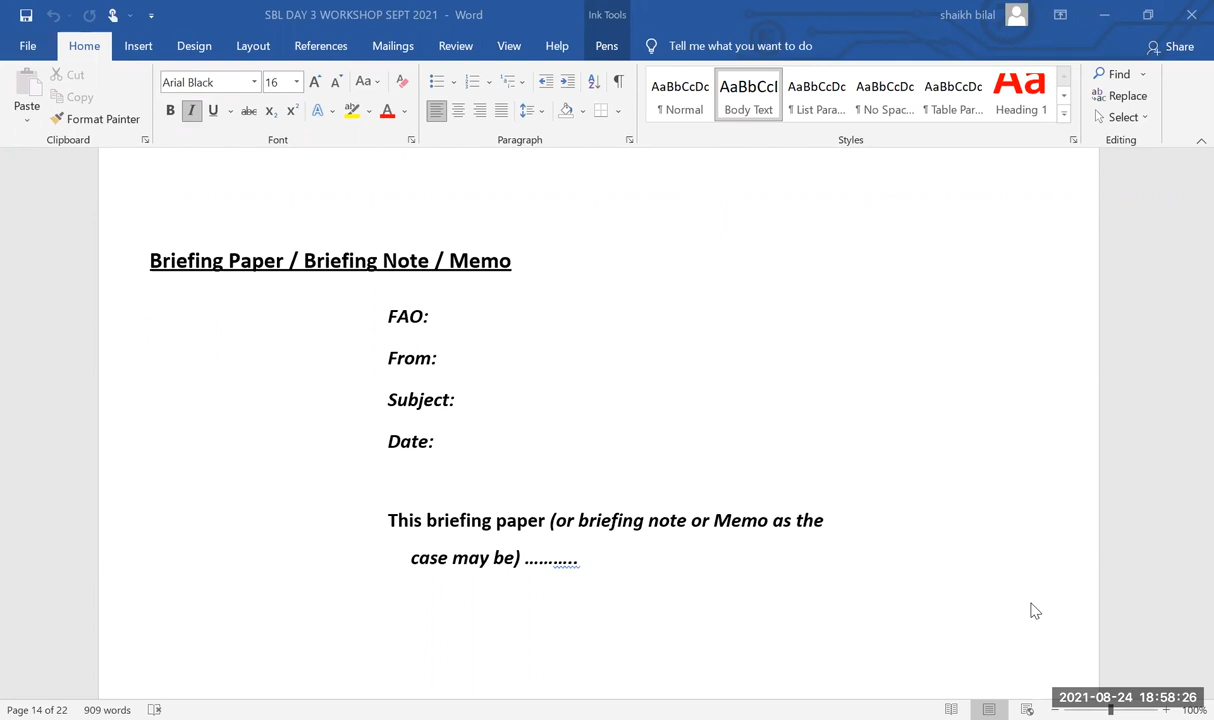 SBL DAY 3 WORKSHOP SEPT 2021 - Word
Ink Tools
shaikh bilal
File Home Insert Design Layout References Mailings Review View Help Pens Tell me what you want to do Share
Paste
Cut
Copy
Format Painter
Clipboard
Arial Black 16
Font
Paragraph
AaBbCcDc AaBbCcI AaBbCcDc AaBbCcDc AaBbCcDc Aa
¶ Normal ¶ Body Text ¶ List Para... ¶ No Spac... ¶ Table Par... Heading 1
Styles
Find
Replace
Select
Editing
Briefing Paper / Briefing Note / Memo
FAO:
From:
Subject:
Date:
This briefing paper (or briefing note or Memo as the
case may be) ………..
2021-08-24 18:58:26
Page 14 of 22 909 words 100%